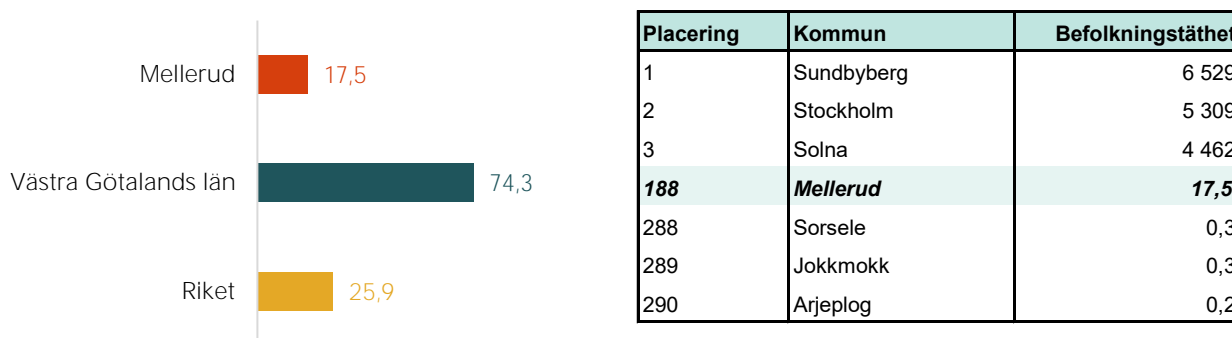 Mellerud 17,5
Västra Götalands län 74,3
Riket 25,9
Placering Kommun Befolkningstäthet
1 Sundbyberg 6 529
2 Stockholm 5 309
3 Solna 4 462
188 Mellerud 17,5
288 Sorsele 0,3
289 Jokkmokk 0,3
290 Arjeplog 0,2